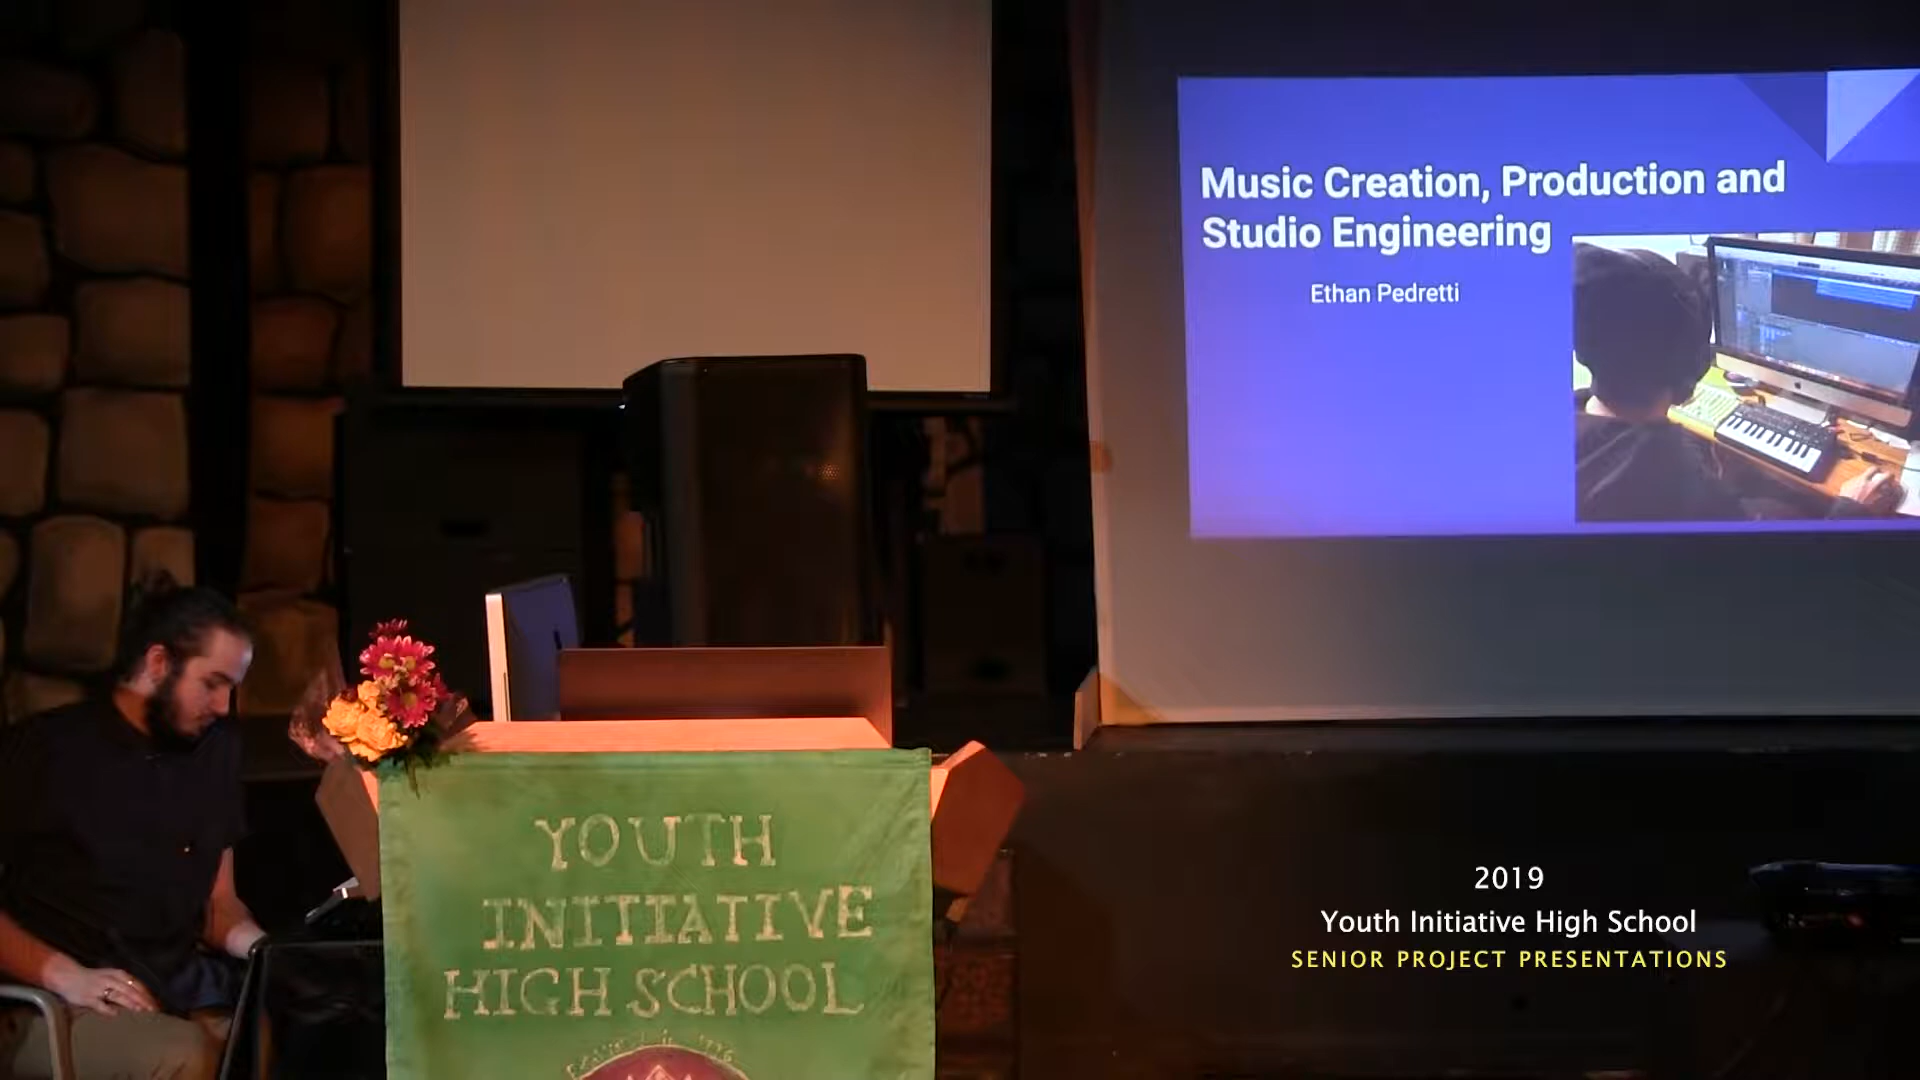 Music Creation, Production and
Studio Engineering
Ethan Pedretti
YOUTH
INITIATIVE
HIGH SCHOOL
2019
Youth Initiative High School
SENIOR PROJECT PRESENTATIONS